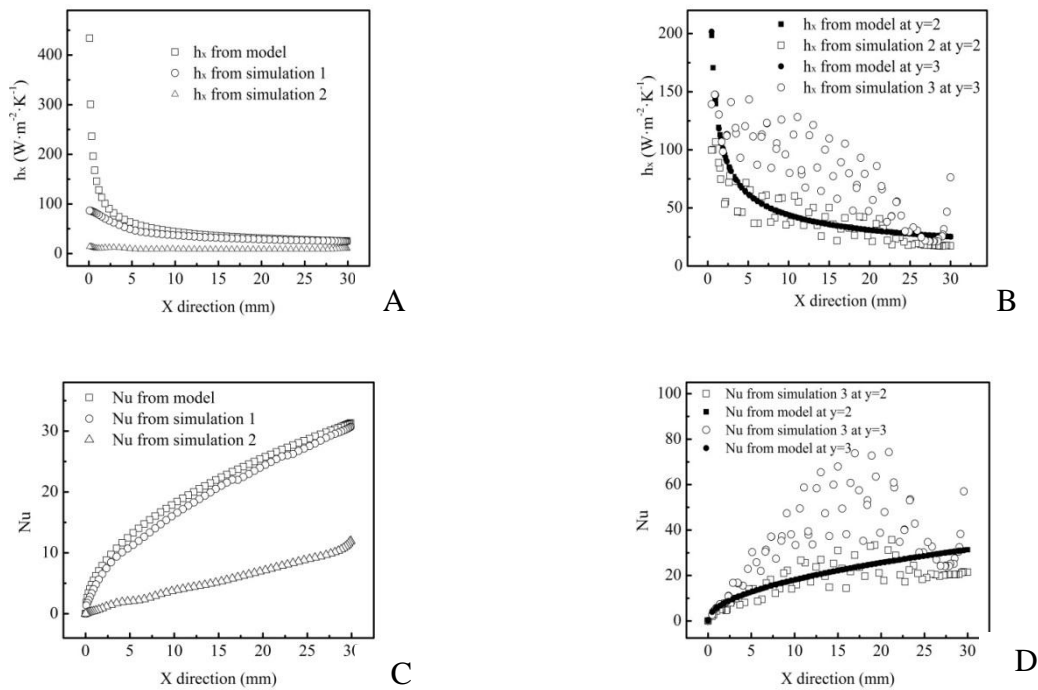 hx from model
hx from simulation 1
hx from simulation 2
hx (W·m-2·K-1)
400
300
200
100
0
0 5 10 15 20 25 30
X direction (mm)
A
hx from model at y=2
hx from simulation 2 at y=2
hx from model at y=3
hx from simulation 3 at y=3
hx (W·m-2·K-1)
200
150
100
50
0
0 5 10 15 20 25 30
X direction (mm)
B
Nu from model
Nu from simulation 1
Nu from simulation 2
Nu
30
20
10
0
0 5 10 15 20 25 30
X direction (mm)
C
Nu from simulation 3 at y=2
Nu from model at y=2
Nu from simulation 3 at y=3
Nu from model at y=3
Nu
100
80
60
40
20
0
0 5 10 15 20 25 30
X direction (mm)
D